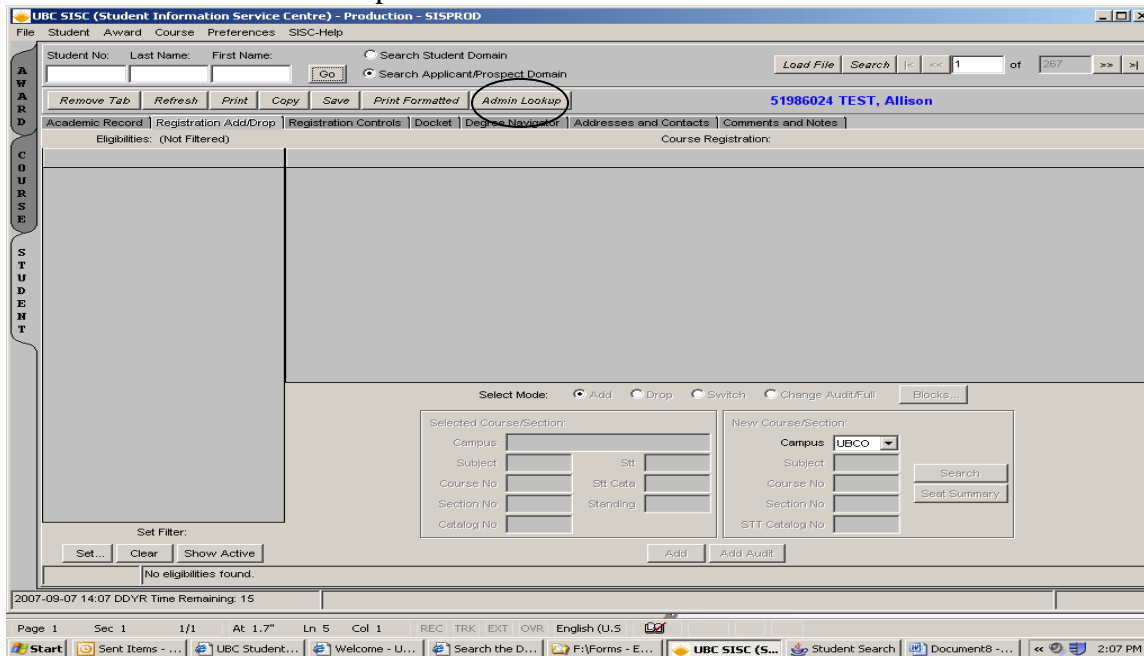 UBC SISC (Student Information Service Centre) - Production - SISPROD
File Student Award Course Preferences SISC-Help
Student No: Last Name: First Name: Search Student Domain
Go Search Applicant/Prospect Domain Load File Search |< << 1 of 267 >> >|
Remove Tab Refresh Print Copy Save Print Formatted Admin Lookup 51986024 TEST, Allison
Academic Record Registration Add/Drop Registration Controls Docket Degree Navigator Addresses and Contacts Comments and Notes
Eligibilities: (Not Filtered) Course Registration:
AWARD
COURSE
STUDENT
Select Mode: Add Drop Switch Change Audit/Full Blocks...
Selected Course/Section: New Course/Section:
Campus Campus UBCO
Subject Stt Subject
Course No Stt Cata Course No Search
Section No Standing Section No Seat Summary
Catalog No STT Catalog No
Set Filter:
Set... Clear Show Active Add Add Audit
No eligibilities found.
2007-09-07 14:07 DDYR Time Remaining: 15
Page 1 Sec 1 1/1 At 1.7" Ln 5 Col 1 REC TRK EXT OVR English (U.S
Start Sent Items - ... UBC Student... Welcome - U... Search the D... F:\Forms - E... UBC SISC (S... Student Search Document8 -... « 2:07 PM